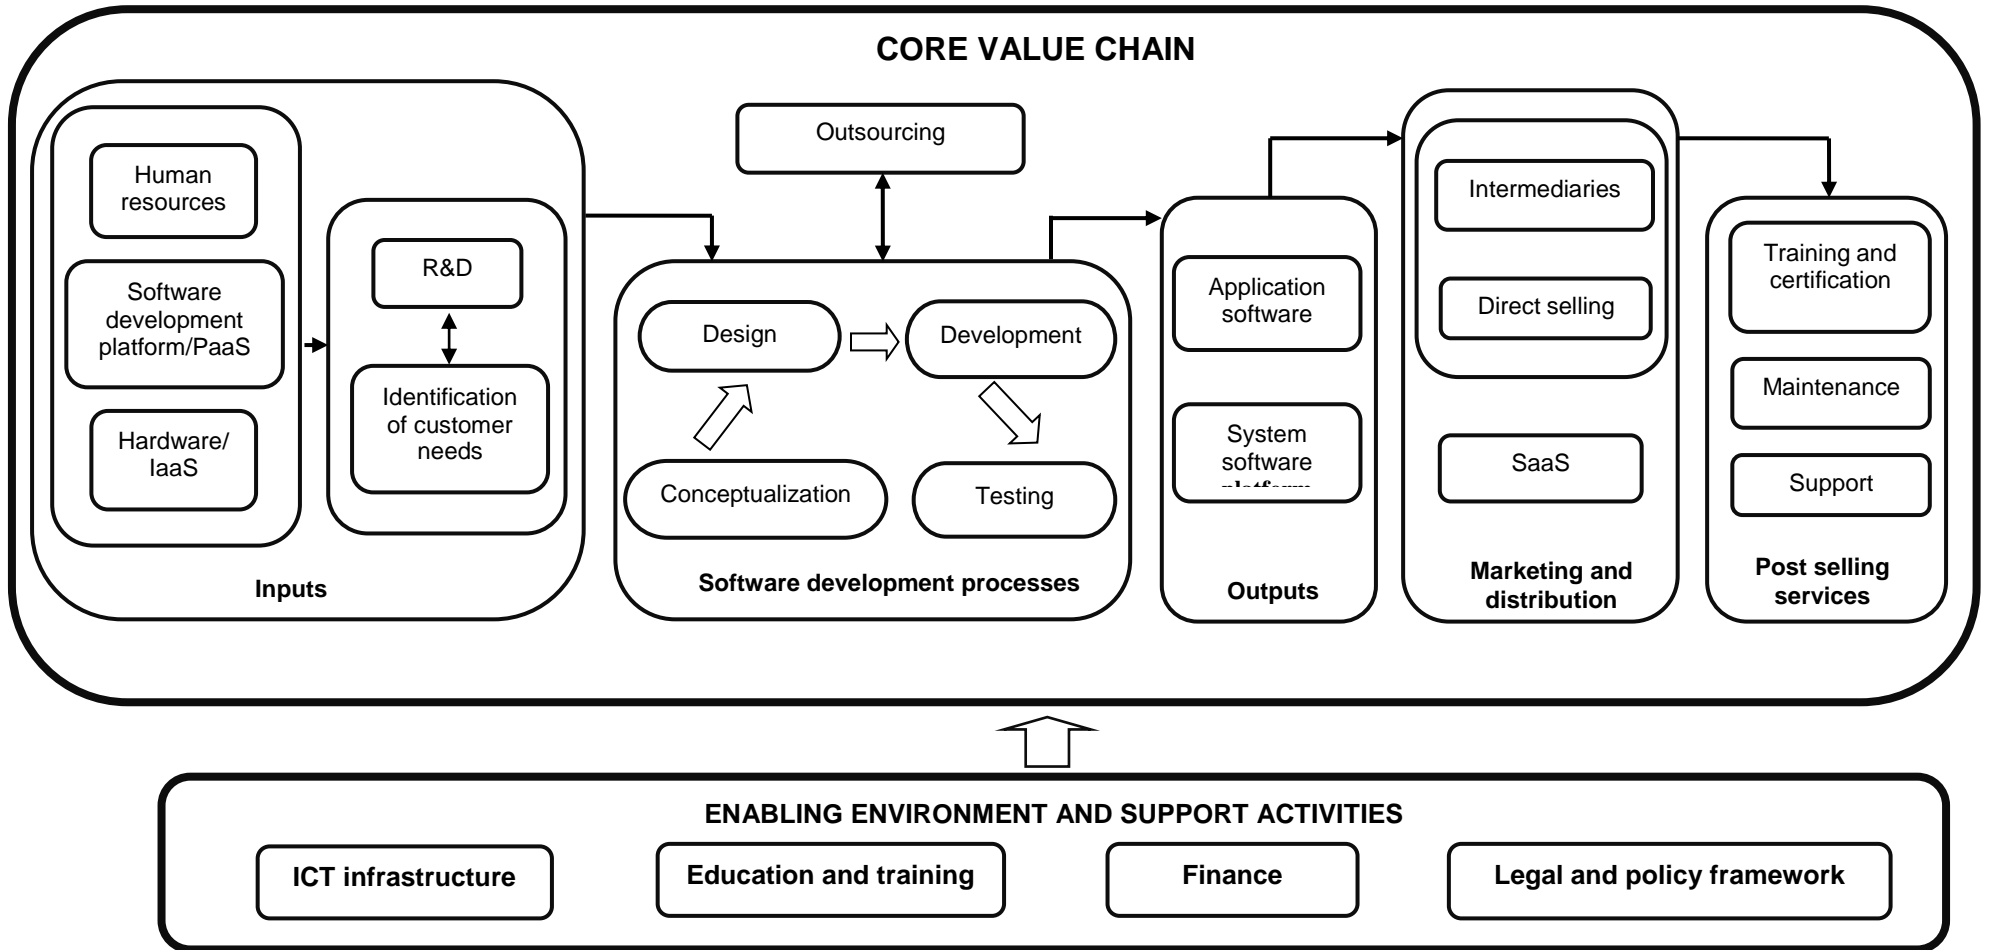 CORE VALUE CHAIN
Human
resources
Software
development
platform/PaaS
Hardware/
IaaS
R&D
Identification
of customer
needs
Inputs
Outsourcing
Design
Development
Conceptualization
Testing
Software development processes
Application
software
System
software
Outputs
Intermediaries
Direct selling
SaaS
Marketing and
distribution
Training and
certification
Maintenance
Support
Post selling
services
ENABLING ENVIRONMENT AND SUPPORT ACTIVITIES
ICT infrastructure
Education and training
Finance
Legal and policy framework